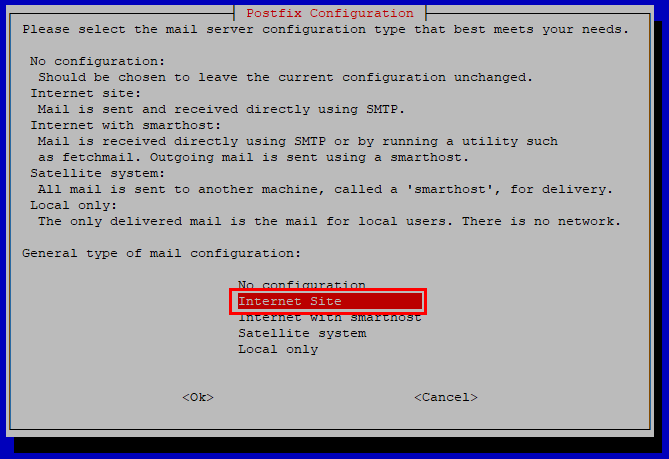 Postfix Configuration
Please select the mail server configuration type that best meets your needs.
No configuration:
Should be chosen to leave the current configuration unchanged.
Internet site:
Mail is sent and received directly using SMTP.
Internet with smarthost:
Mail is received directly using SMTP or by running a utility such
as fetchmail. Outgoing mail is sent using a smarthost.
Satellite system:
All mail is sent to another machine, called a 'smarthost', for delivery.
Local only:
The only delivered mail is the mail for local users. There is no network.
General type of mail configuration:
No configuration
Internet Site
Internet with smarthost
Satellite system
Local only
<Ok> <Cancel>